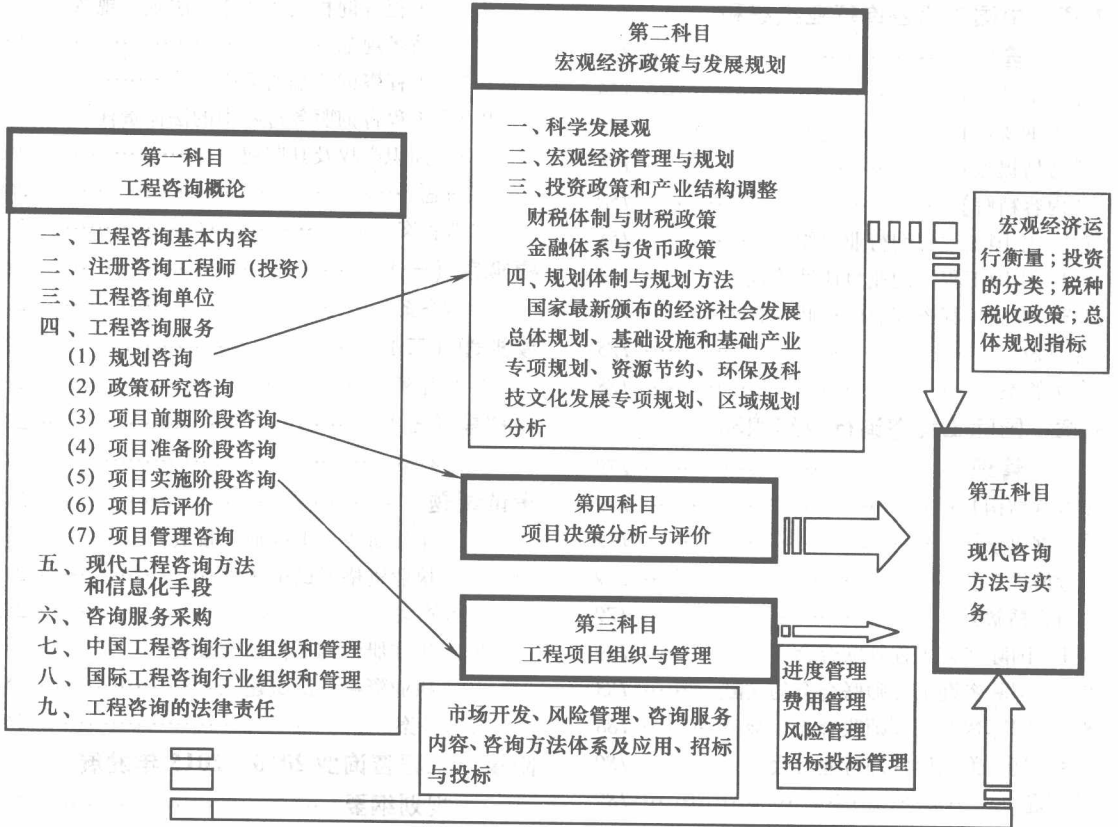 第一科目
工程咨询概论
一、工程咨询基本内容
二、注册咨询工程师（投资）
三、工程咨询单位
四、工程咨询服务
(1) 规划咨询
(2) 政策研究咨询
(3) 项目前期阶段咨询
(4) 项目准备阶段咨询
(5) 项目实施阶段咨询
(6) 项目后评价
(7) 项目管理咨询
五、现代工程咨询方法
和信息化手段
六、咨询服务采购
七、中国工程咨询行业组织和管理
八、国际工程咨询行业组织和管理
九、工程咨询的法律责任
第二科目
宏观经济政策与发展规划
一、科学发展观
二、宏观经济管理与规划
三、投资政策和产业结构调整
财税体制与财税政策
金融体系与货币政策
四、规划体制与规划方法
国家最新颁布的经济社会发展
总体规划、基础设施和基础产业
专项规划、资源节约、环保及科
技文化发展专项规划、区域规划
分析
第四科目
项目决策分析与评价
第三科目
工程项目组织与管理
市场开发、风险管理、咨询服务
内容、咨询方法体系及应用、招标
与投标
进度管理
费用管理
风险管理
招标投标管理
宏观经济运
行衡量；投资
的分类；税种
税收政策；总
体规划指标
第五科目
现代咨询
方法与实
务